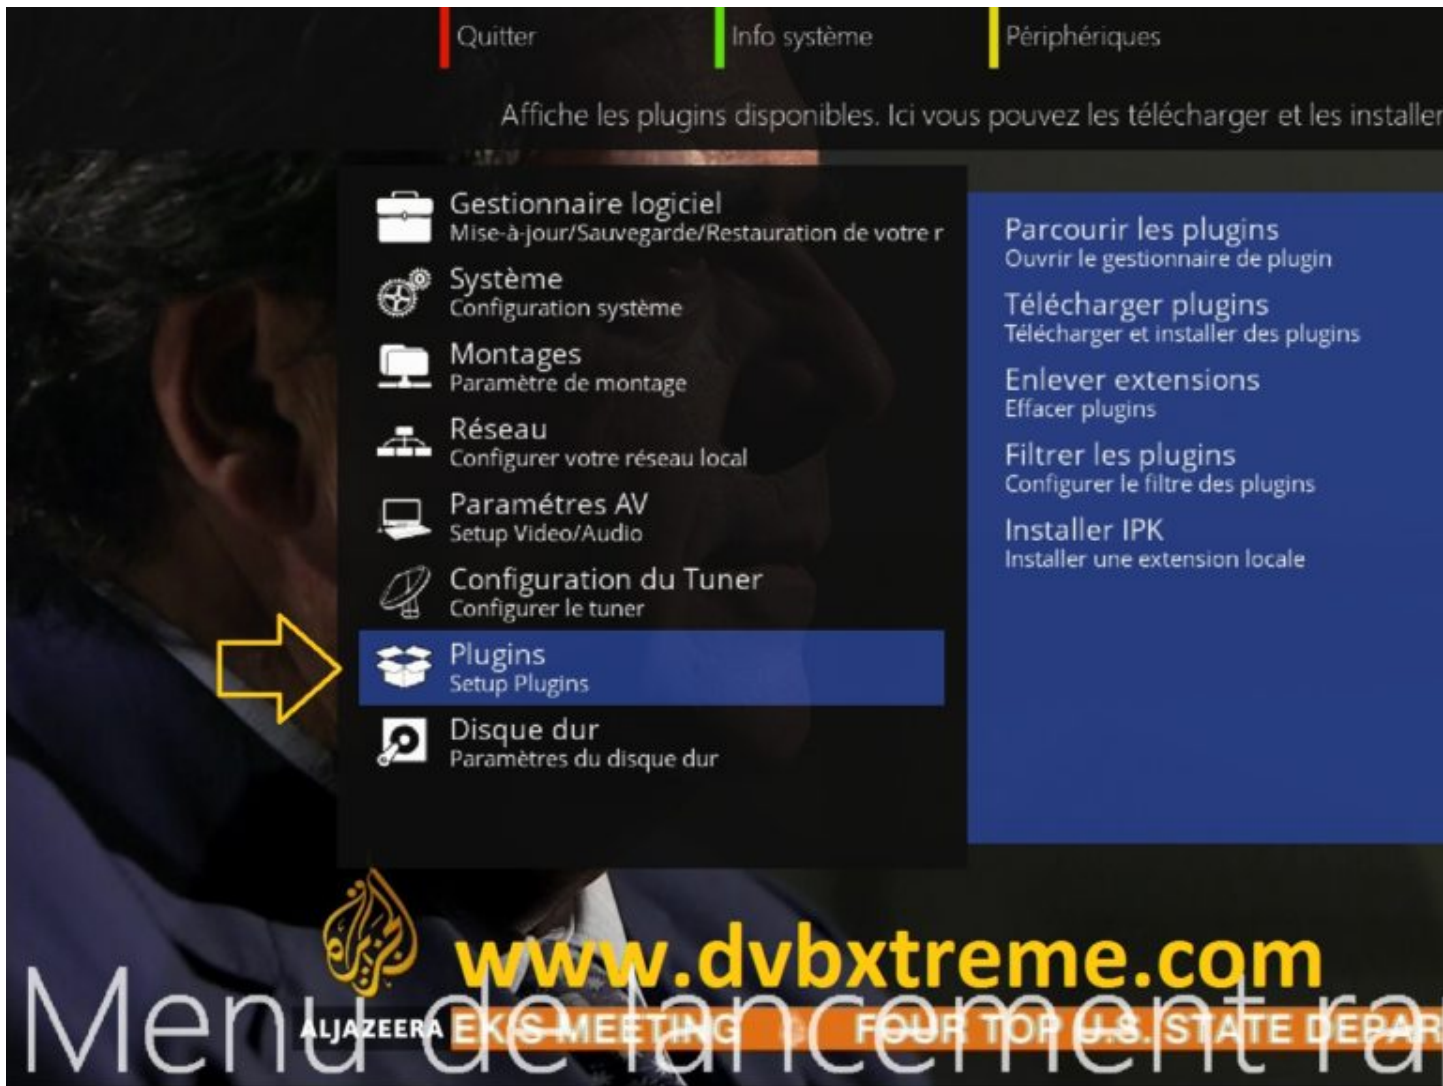 Quitter
Info système
Périphériques
Affiche les plugins disponibles. Ici vous pouvez les télécharger et les installer
Gestionnaire logiciel
Mise-à-jour/Sauvegarde/Restauration de votre r
Système
Configuration système
Montages
Paramètre de montage
Réseau
Configurer votre réseau local
Paramétres AV
Setup Video/Audio
Configuration du Tuner
Configurer le tuner
Plugins
Setup Plugins
Disque dur
Paramètres du disque dur
Parcourir les plugins
Ouvrir le gestionnaire de plugin
Télécharger plugins
Télécharger et installer des plugins
Enlever extensions
Effacer plugins
Filtrer les plugins
Configurer le filtre des plugins
Installer IPK
Installer une extension locale
الجزيرة
www.dvbxtreme.com
Menu de lancement ra
ALJAZEERA
EK'S MEETING FOUR TOP U.S. STATE DEPAR